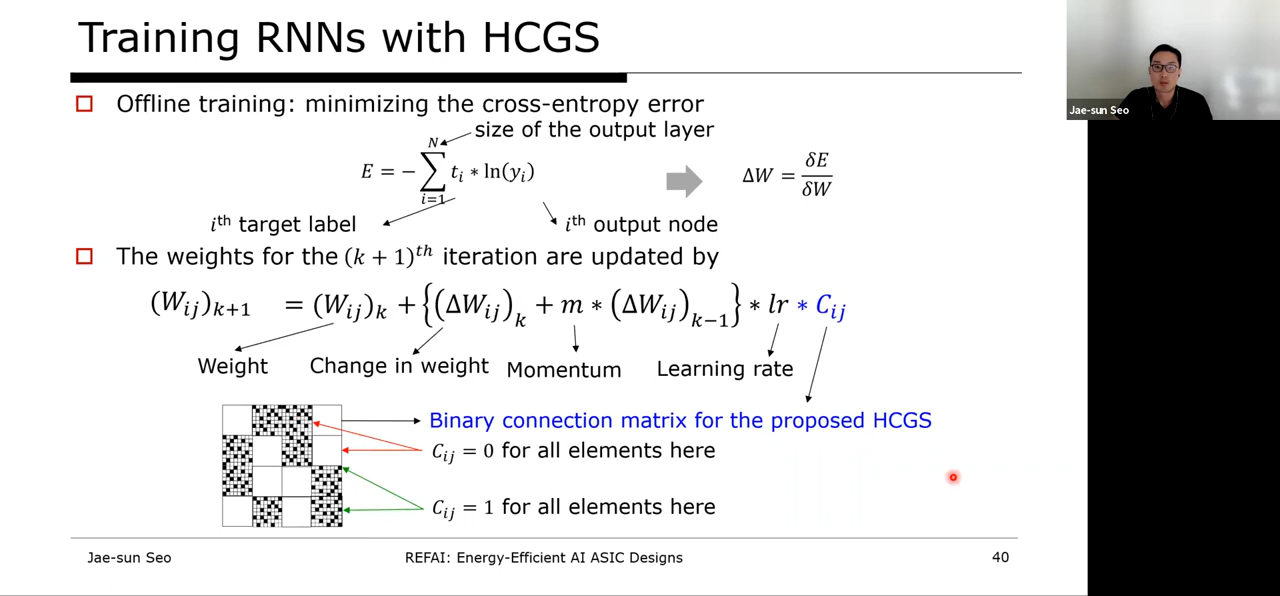 Training RNNs with HCGS
Jae-sun Seo
Offline training: minimizing the cross-entropy error
size of the output layer
E = − ∑_{i=1}^{N} t_i ∗ ln(y_i)
ΔW = δE/δW
i^th target label
i^th output node
The weights for the (k + 1)^th iteration are updated by
(W_ij)_{k+1} = (W_ij)_k + {(ΔW_ij)_k + m ∗ (ΔW_ij)_{k−1}} ∗ lr ∗ C_ij
Weight
Change in weight
Momentum
Learning rate
Binary connection matrix for the proposed HCGS
C_ij = 0 for all elements here
C_ij = 1 for all elements here
Jae-sun Seo
REFAI: Energy-Efficient AI ASIC Designs
40